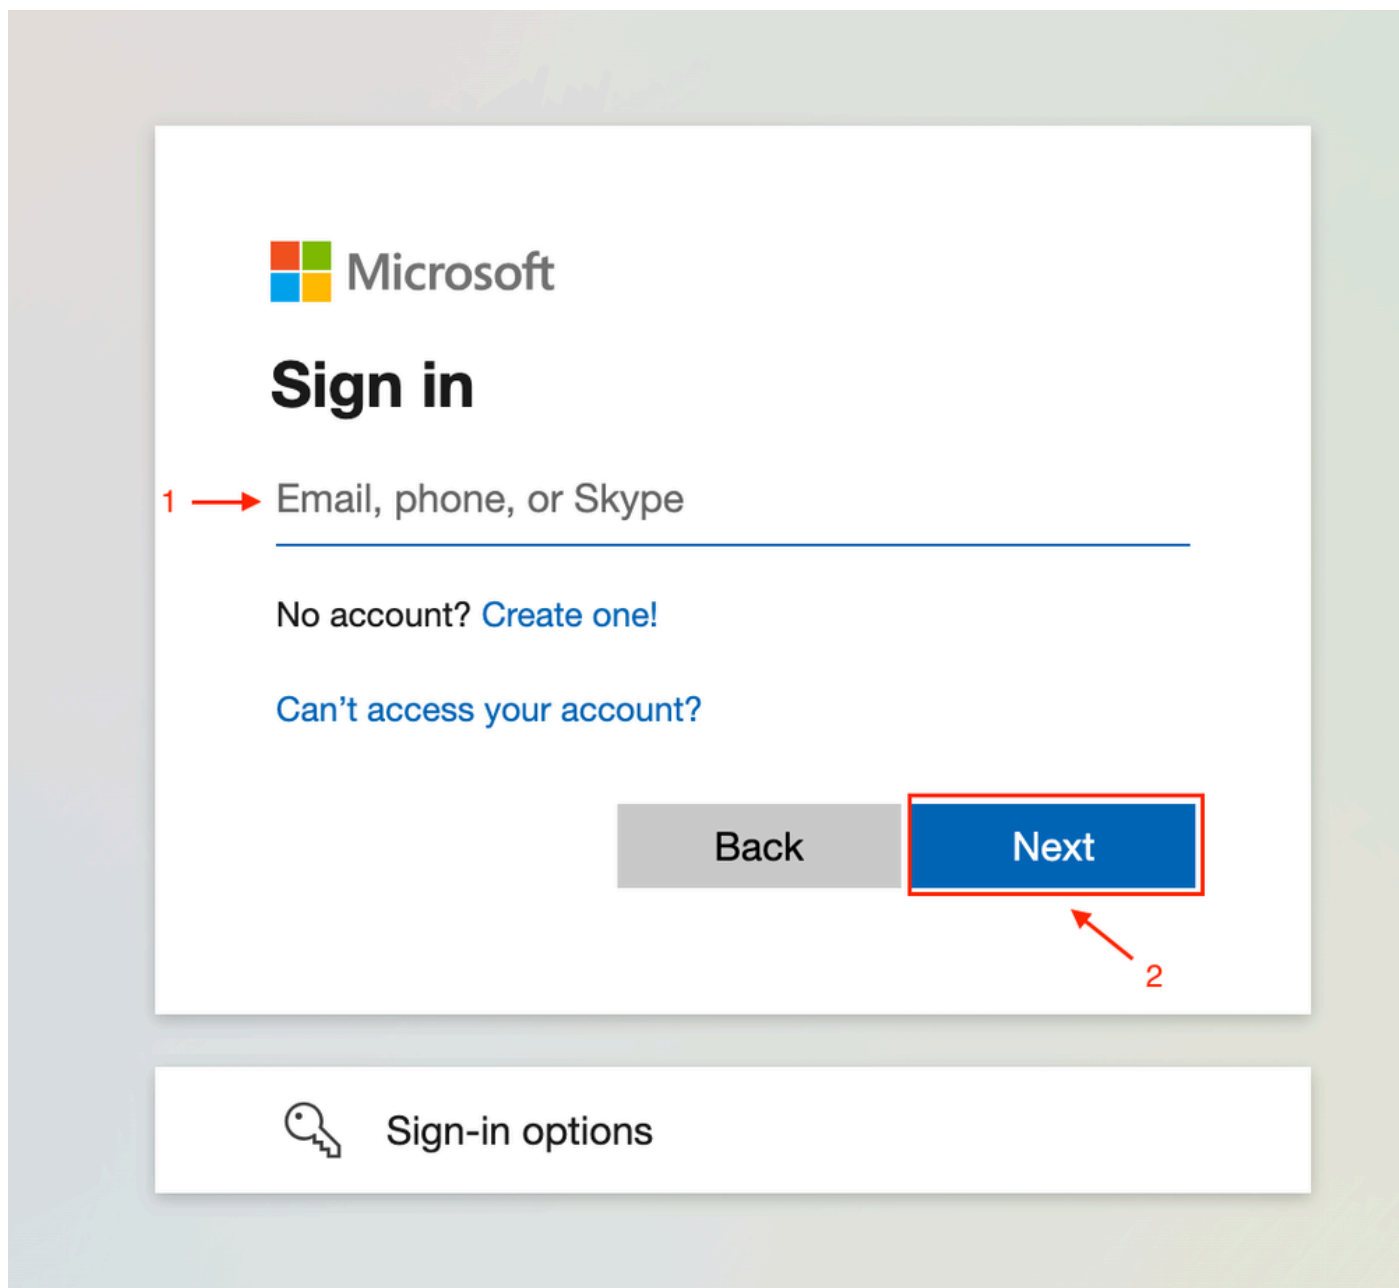 Microsoft
Sign in
1 Email, phone, or Skype
No account? Create one!
Can’t access your account?
Back Next
2
Sign-in options